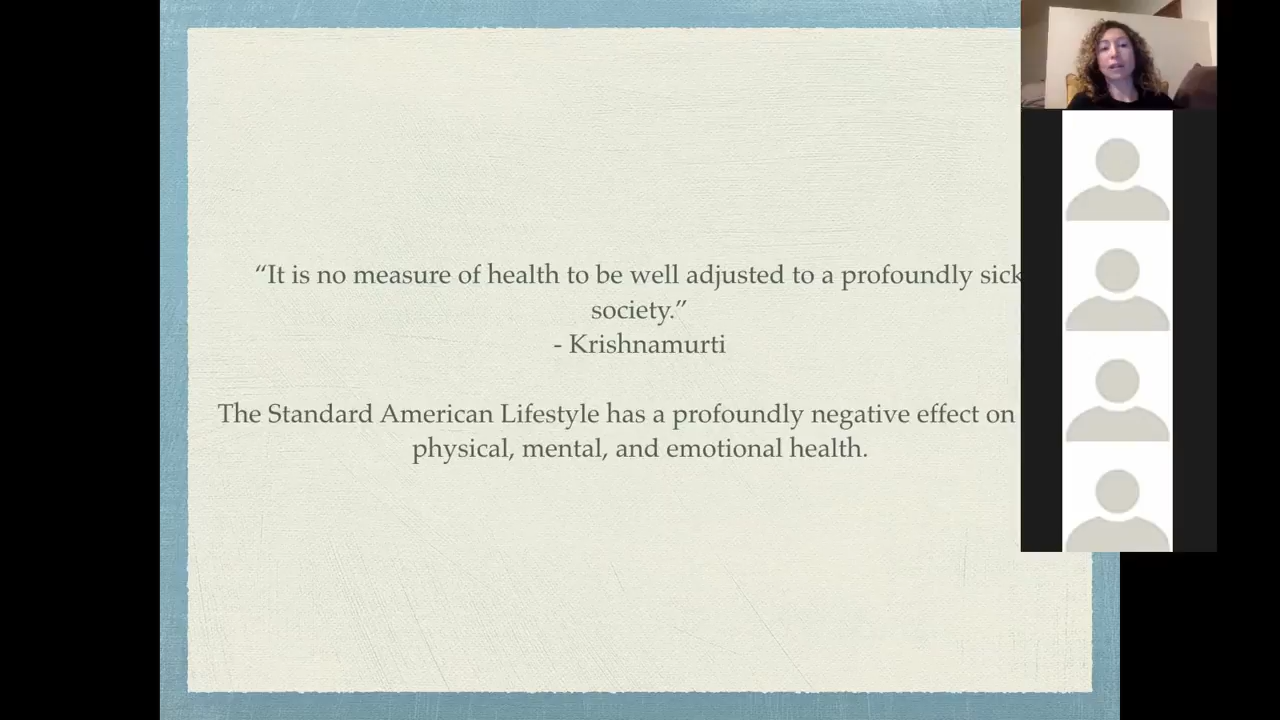 “It is no measure of health to be well adjusted to a profoundly sick
society.”
- Krishnamurti
The Standard American Lifestyle has a profoundly negative effect on
physical, mental, and emotional health.